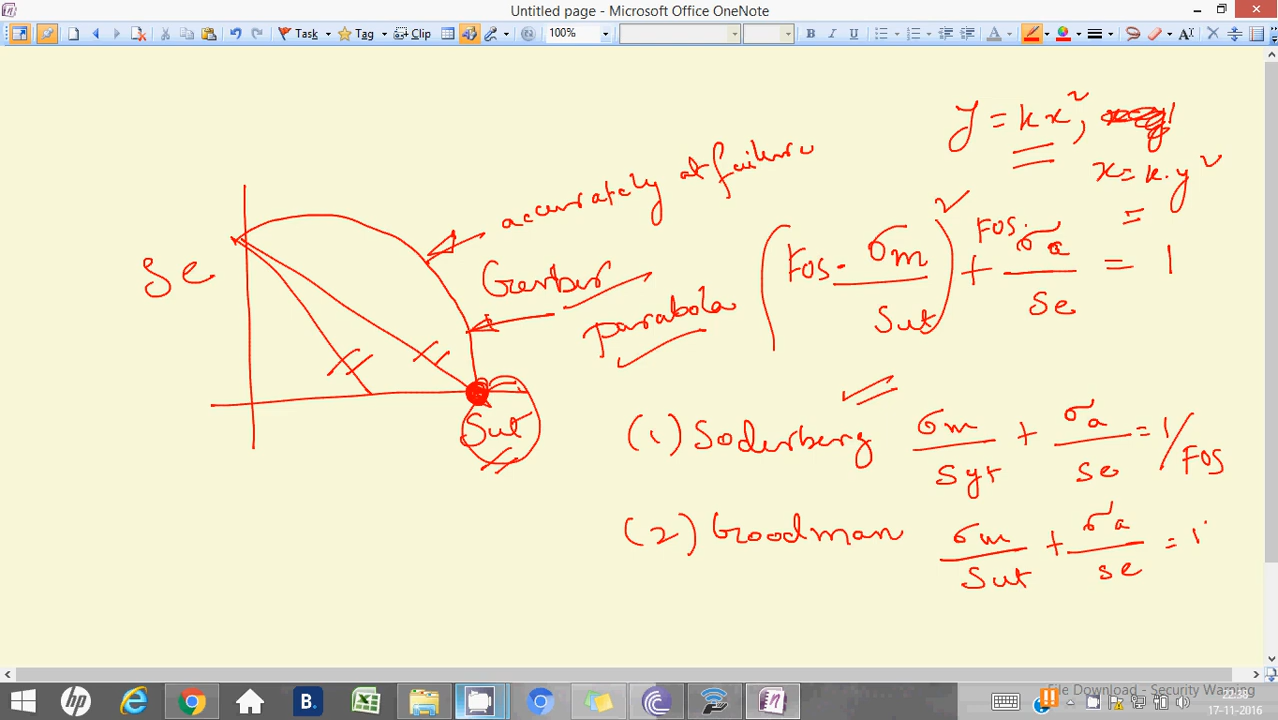 Untitled page - Microsoft Office OneNote
Task Tag Clip 100% B I U
y = kx²,
x = k.y²
accurately at failure
Se
Gerber
parabola
(FOS. σm / Sut)² + FOS. σa / Se = 1
Sut
(1) Soderberg σm / Syt + σa / Se = 1/FOS
(2) Goodman σm / Sut + σa / Se = 1
File Download - Security Warning
17-11-2016